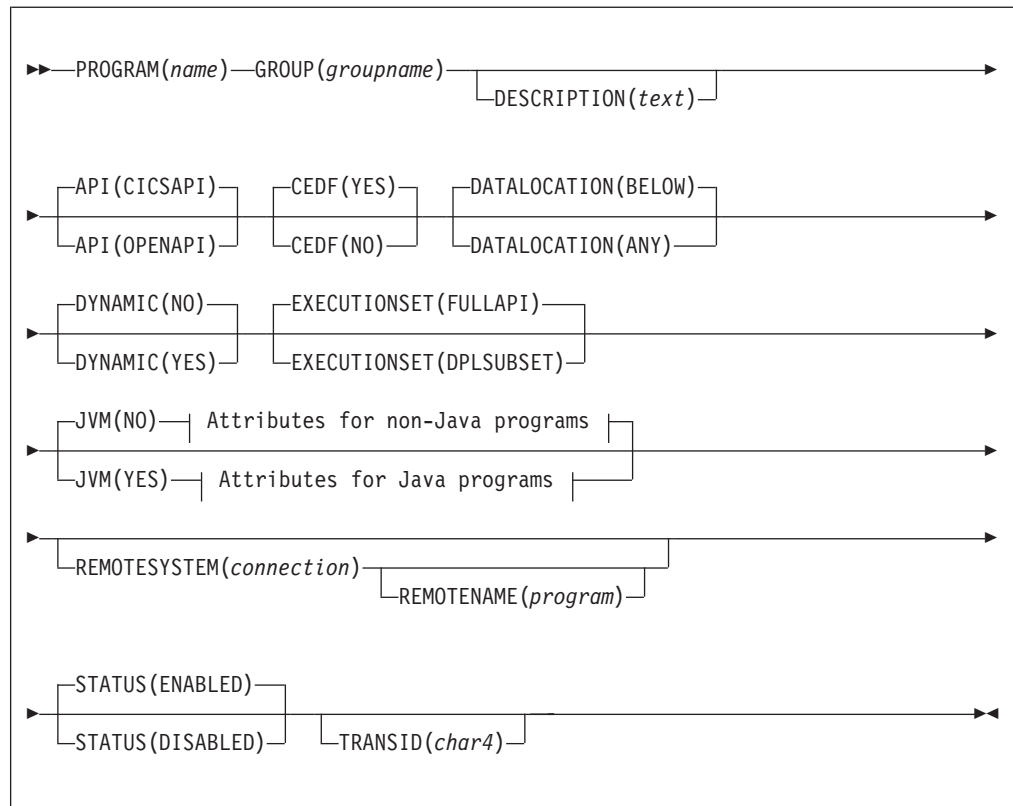 PROGRAM(name) GROUP(groupname)
DESCRIPTION(text)
API(CICSAPI) CEDF(YES) DATALOCATION(BELOW)
API(OPENAPI) CEDF(NO) DATALOCATION(ANY)
DYNAMIC(NO) EXECUTIONSET(FULLAPI)
DYNAMIC(YES) EXECUTIONSET(DPLSUBSET)
JVM(NO) Attributes for non-Java programs
JVM(YES) Attributes for Java programs
REMOTESYSTEM(connection)
REMOTENAME(program)
STATUS(ENABLED)
STATUS(DISABLED) TRANSID(char4)